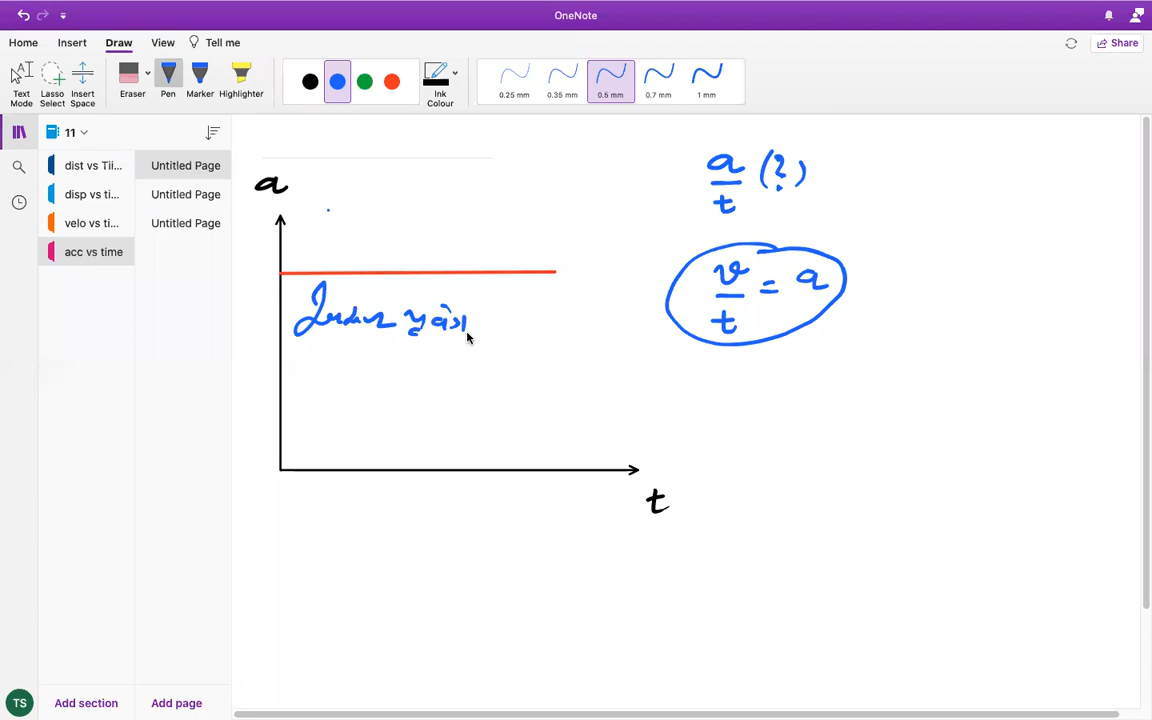 OneNote
Home Insert Draw View Tell me
Share
Text Mode
Lasso Select
Insert Space
Eraser
Pen
Marker
Highlighter
Ink Colour
0.25 mm
0.35 mm
0.5 mm
0.7 mm
1 mm
11
dist vs Tii...
disp vs ti...
velo vs ti...
acc vs time
Untitled Page
Untitled Page
Untitled Page
a
t
a/t (?)
v/t = a
TS
Add section
Add page